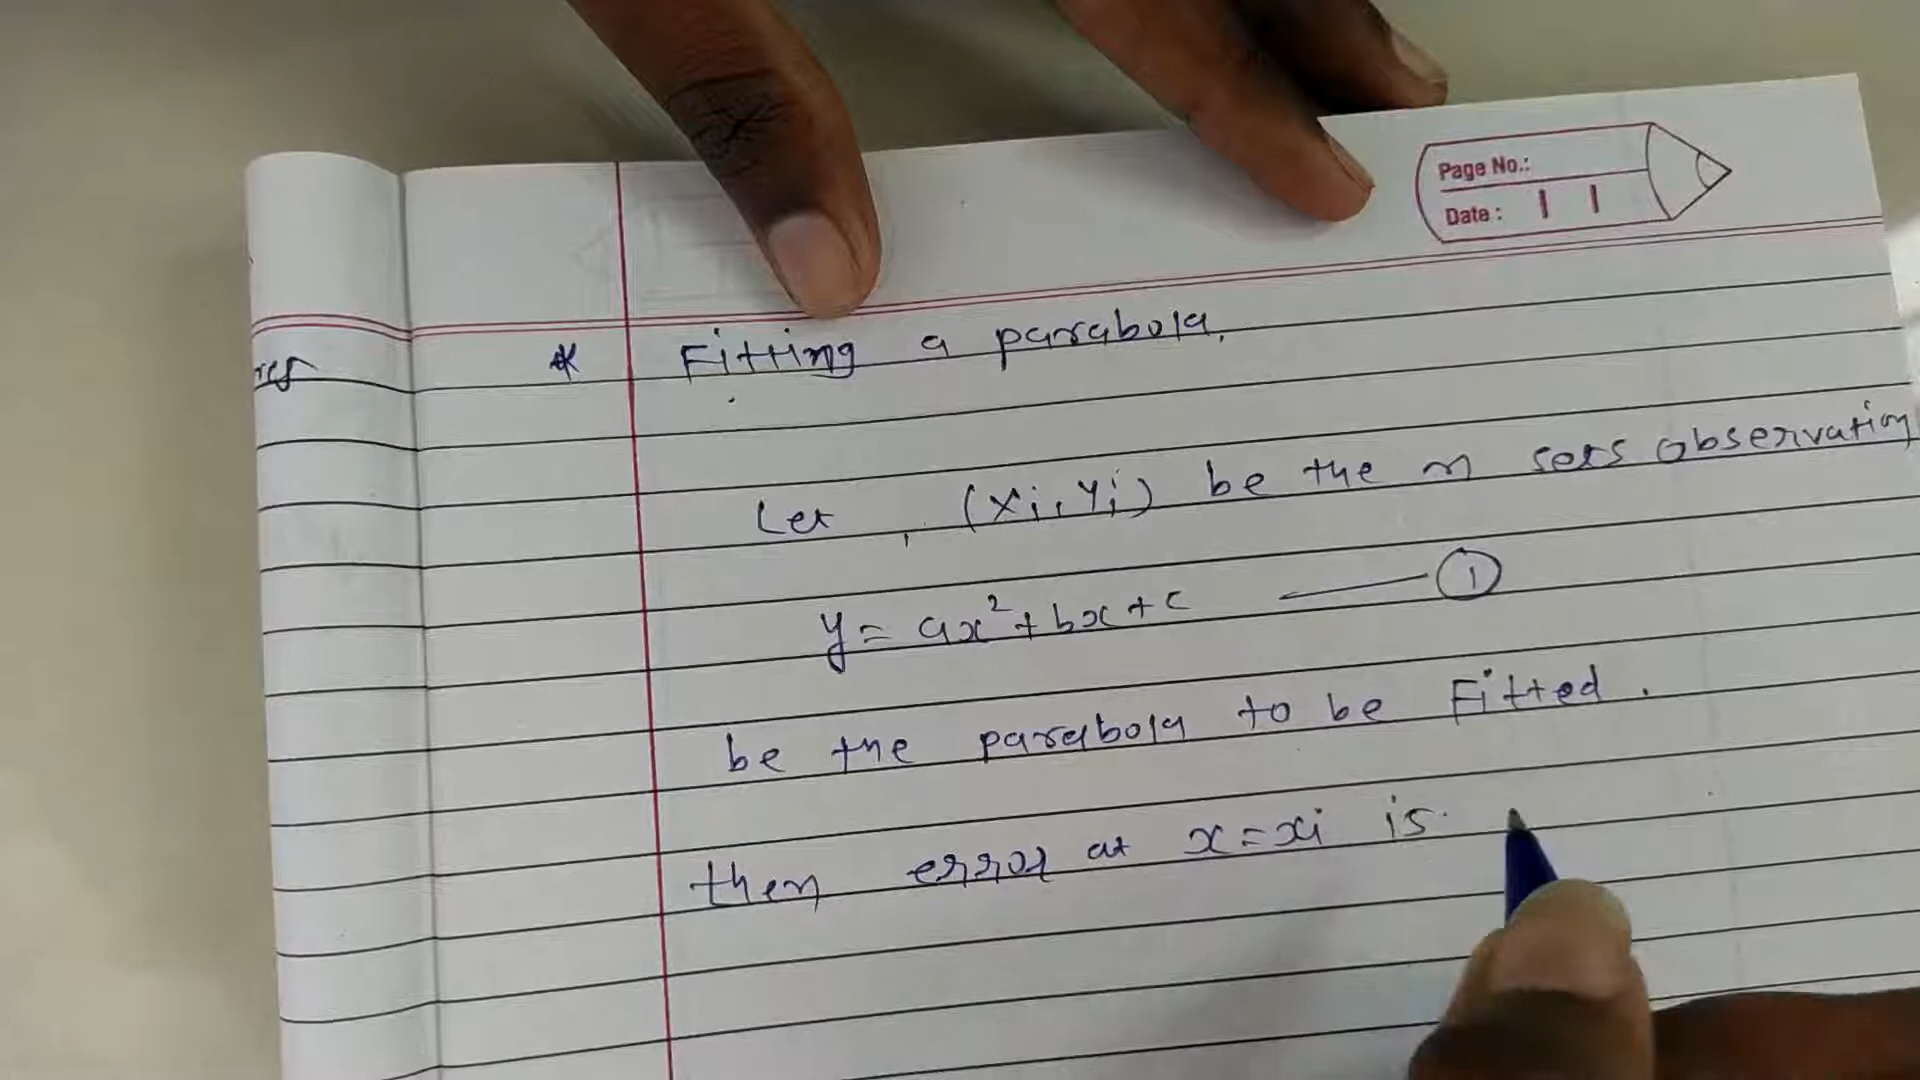 Page No.:
Date :
* Fitting a parabola.
Let , (xi, yi) be the n sets observation
y = ax² + bx + c —— ①
be the parabola to be Fitted.
then error at x = xi is